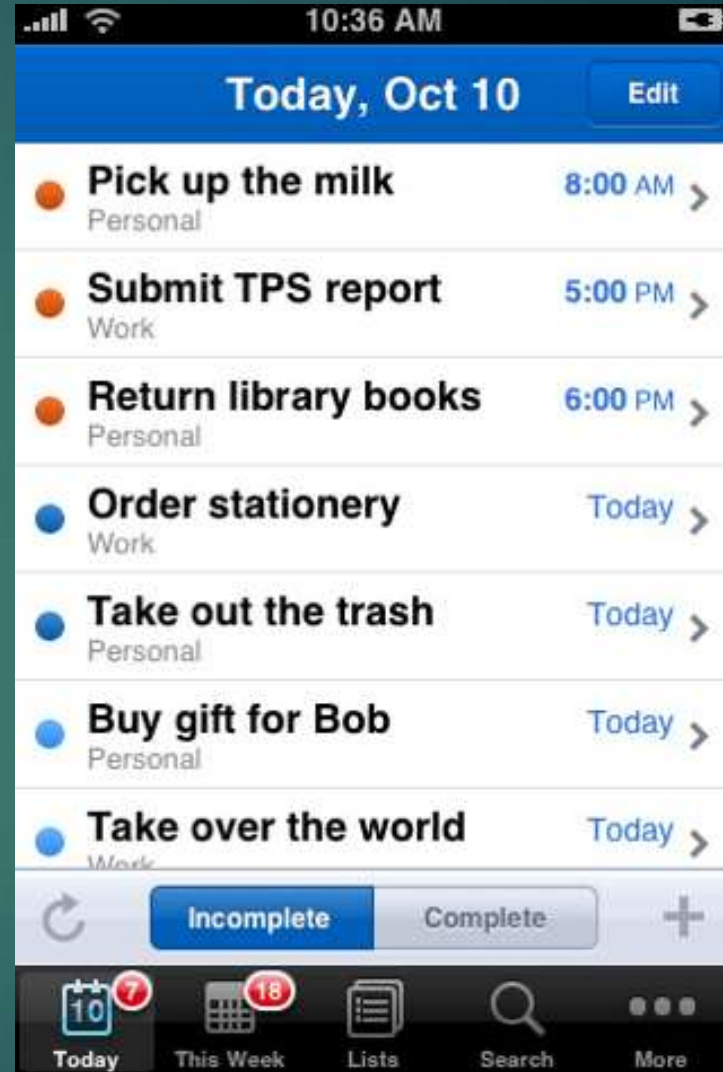 10:36 AM
Today, Oct 10 Edit
Pick up the milk 8:00 AM
Personal
Submit TPS report 5:00 PM
Work
Return library books 6:00 PM
Personal
Order stationery Today
Work
Take out the trash Today
Personal
Buy gift for Bob Today
Personal
Take over the world Today
Work
Incomplete Complete
10 7 18
Today This Week Lists Search More